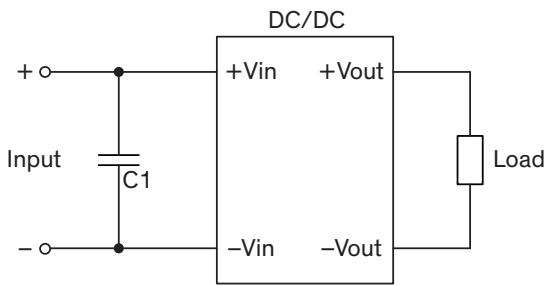 DC/DC
+ +Vin +Vout
Input C1 Load
– –Vin –Vout